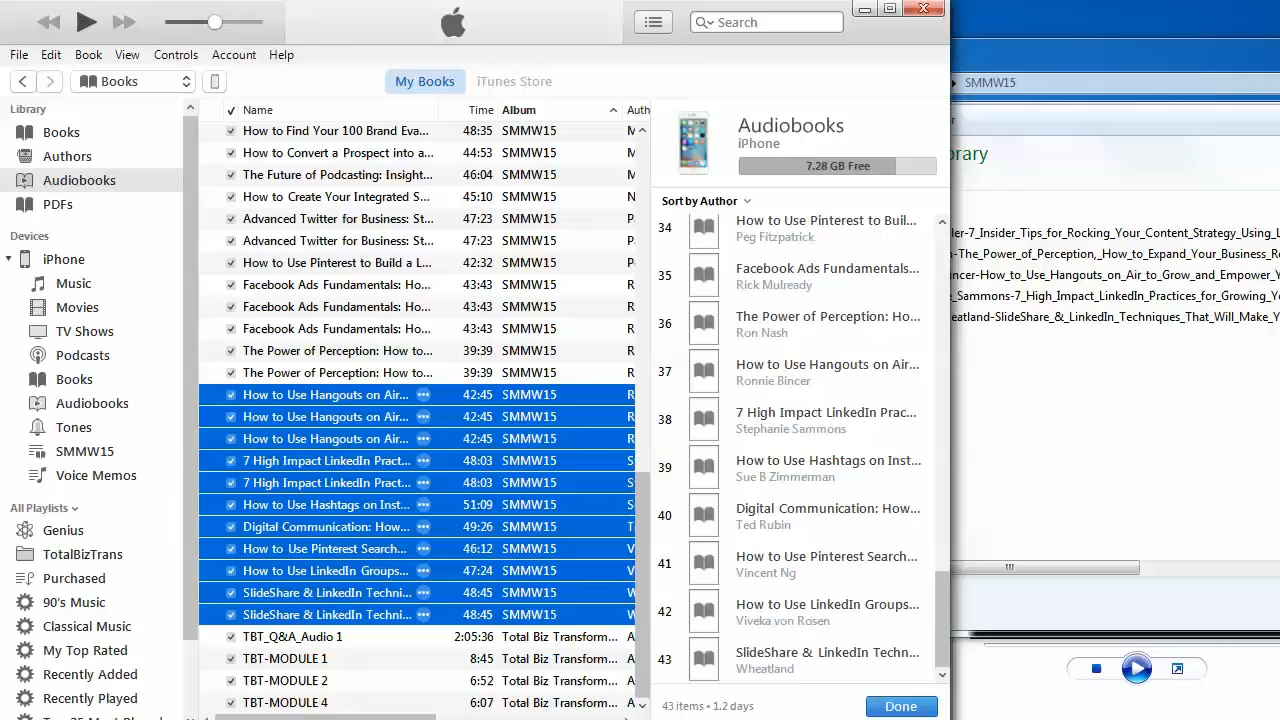 Search
File Edit Book View Controls Account Help
Books
My Books iTunes Store
SMMW15
Library
Books
Authors
Audiobooks
PDFs
Devices
iPhone
Music
Movies
TV Shows
Podcasts
Books
Audiobooks
Tones
SMMW15
Voice Memos
All Playlists
Genius
TotalBizTrans
Purchased
90's Music
Classical Music
My Top Rated
Recently Added
Recently Played
✓ Name Time Album Auth
How to Find Your 100 Brand Eva... 48:35 SMMW15 M
How to Convert a Prospect into a... 44:53 SMMW15 M
The Future of Podcasting: Insight... 46:04 SMMW15 M
How to Create Your Integrated S... 45:10 SMMW15 N
Advanced Twitter for Business: St... 47:23 SMMW15 P
Advanced Twitter for Business: St... 47:23 SMMW15 P
How to Use Pinterest to Build a L... 42:32 SMMW15 P
Facebook Ads Fundamentals: Ho... 43:43 SMMW15 R
Facebook Ads Fundamentals: Ho... 43:43 SMMW15 R
Facebook Ads Fundamentals: Ho... 43:43 SMMW15 R
The Power of Perception: How to... 39:39 SMMW15 R
The Power of Perception: How to... 39:39 SMMW15 R
How to Use Hangouts on Air... 42:45 SMMW15 R
How to Use Hangouts on Air... 42:45 SMMW15 R
How to Use Hangouts on Air... 42:45 SMMW15 R
7 High Impact LinkedIn Pract... 48:03 SMMW15 S
7 High Impact LinkedIn Pract... 48:03 SMMW15 S
How to Use Hashtags on Inst... 51:09 SMMW15 S
Digital Communication: How... 49:26 SMMW15 T
How to Use Pinterest Search... 46:12 SMMW15 V
How to Use LinkedIn Groups... 47:24 SMMW15 V
SlideShare & LinkedIn Techni... 48:45 SMMW15 W
SlideShare & LinkedIn Techni... 48:45 SMMW15 W
TBT_Q&A_Audio 1 2:05:36 Total Biz Transform... A
TBT-MODULE 1 8:45 Total Biz Transform... A
TBT-MODULE 2 6:52 Total Biz Transform... A
TBT-MODULE 4 6:07 Total Biz Transform... A
Audiobooks
iPhone
7.28 GB Free
Sort by Author
34 How to Use Pinterest to Buil...
Peg Fitzpatrick
35 Facebook Ads Fundamentals...
Rick Mulready
36 The Power of Perception: Ho...
Ron Nash
37 How to Use Hangouts on Air...
Ronnie Bincer
38 7 High Impact LinkedIn Prac...
Stephanie Sammons
39 How to Use Hashtags on Inst...
Sue B Zimmerman
40 Digital Communication: How...
Ted Rubin
41 How to Use Pinterest Search...
Vincent Ng
42 How to Use LinkedIn Groups...
Viveka von Rosen
43 SlideShare & LinkedIn Techn...
Wheatland
43 items • 1.2 days Done
r
brary
ler-7_Insider_Tips_for_Rocking_Your_Content_Strategy_Using_L
-The_Power_of_Perception,_How_to_Expand_Your_Business_Re
ncer-How_to_Use_Hangouts_on_Air_to_Grow_and_Empower_Y
_Sammons-7_High_Impact_LinkedIn_Practices_for_Growing_Yo
eatland-SlideShare_&_LinkedIn_Techniques_That_Will_Make_Y